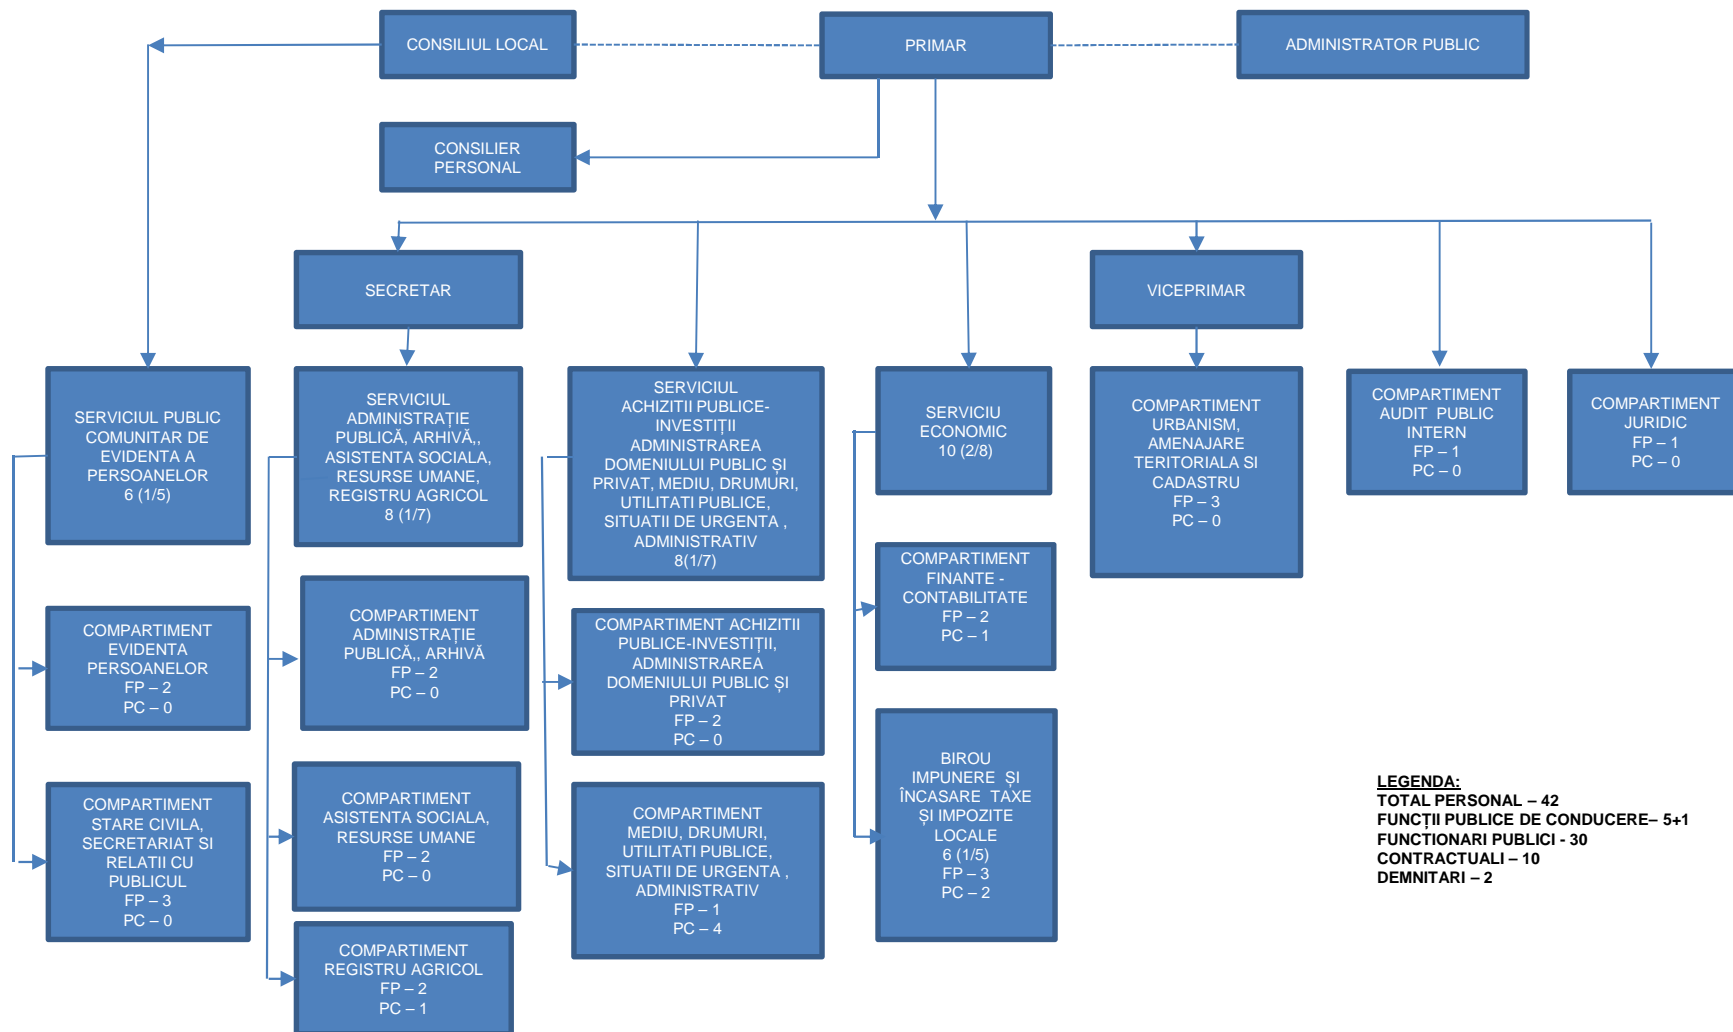 CONSILIUL LOCAL
PRIMAR
ADMINISTRATOR PUBLIC
CONSILIER
PERSONAL
SECRETAR
VICEPRIMAR
SERVICIUL PUBLIC
COMUNITAR DE
EVIDENTA A
PERSOANELOR
6 (1/5)
SERVICIUL
ADMINISTRAȚIE
PUBLICĂ, ARHIVĂ,,
ASISTENTA SOCIALA,
RESURSE UMANE,
REGISTRU AGRICOL
8 (1/7)
SERVICIUL
ACHIZITII PUBLICE-
INVESTIȚII
ADMINISTRAREA
DOMENIULUI PUBLIC ȘI
PRIVAT, MEDIU, DRUMURI,
UTILITATI PUBLICE,
SITUATII DE URGENTA ,
ADMINISTRATIV
8(1/7)
SERVICIU
ECONOMIC
10 (2/8)
COMPARTIMENT
URBANISM,
AMENAJARE
TERITORIALA SI
CADASTRU
FP – 3
PC – 0
COMPARTIMENT
AUDIT PUBLIC
INTERN
FP – 1
PC – 0
COMPARTIMENT
JURIDIC
FP – 1
PC – 0
COMPARTIMENT
EVIDENTA
PERSOANELOR
FP – 2
PC – 0
COMPARTIMENT
ADMINISTRAȚIE
PUBLICĂ,, ARHIVĂ
FP – 2
PC – 0
COMPARTIMENT ACHIZITII
PUBLICE-INVESTIȚII,
ADMINISTRAREA
DOMENIULUI PUBLIC ȘI
PRIVAT
FP – 2
PC – 0
COMPARTIMENT
FINANTE -
CONTABILITATE
FP – 2
PC – 1
COMPARTIMENT
STARE CIVILA,
SECRETARIAT SI
RELATII CU
PUBLICUL
FP – 3
PC – 0
COMPARTIMENT
ASISTENTA SOCIALA,
RESURSE UMANE
FP – 2
PC – 0
COMPARTIMENT
MEDIU, DRUMURI,
UTILITATI PUBLICE,
SITUATII DE URGENTA ,
ADMINISTRATIV
FP – 1
PC – 4
BIROU
IMPUNERE ȘI
ÎNCASARE TAXE
ȘI IMPOZITE
LOCALE
6 (1/5)
FP – 3
PC – 2
COMPARTIMENT
REGISTRU AGRICOL
FP – 2
PC – 1
LEGENDA:
TOTAL PERSONAL – 42
FUNCȚII PUBLICE DE CONDUCERE– 5+1
FUNCTIONARI PUBLICI - 30
CONTRACTUALI – 10
DEMNITARI – 2